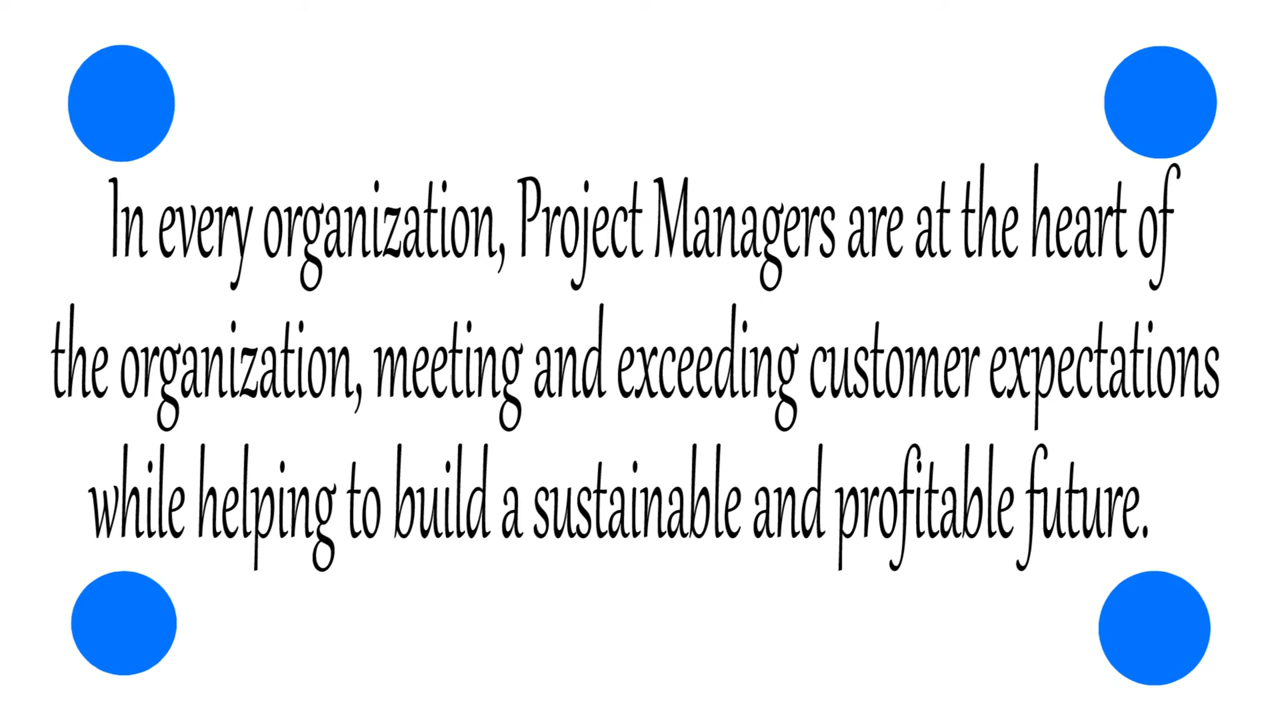 In every organization, Project Managers are at the heart of
the organization, meeting and exceeding customer expectations
while helping to build a sustainable and profitable future.